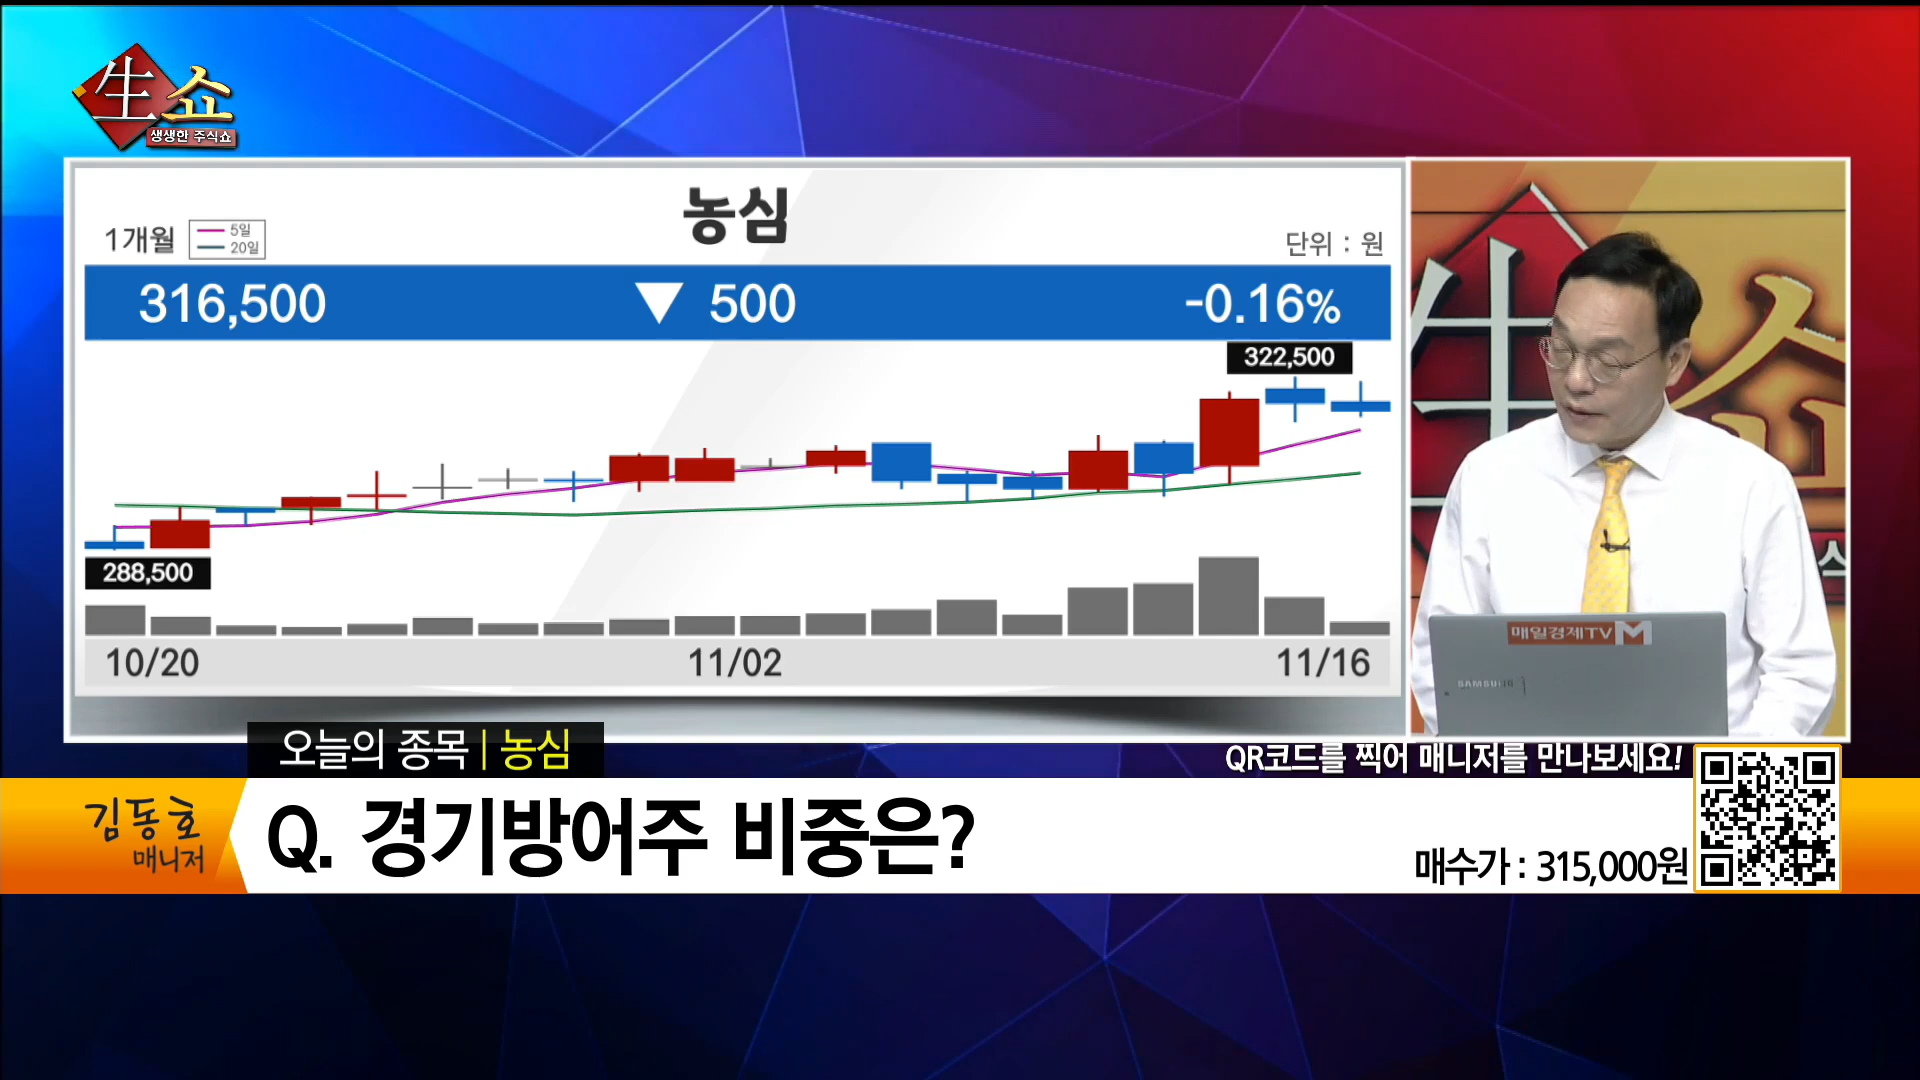 生쇼
생생한 주식쇼
농심
1개월
5일
20일
단위 : 원
316,500 ▼ 500 -0.16%
322,500
288,500
10/20 11/02 11/16
生쇼
식
매일경제TV M
SAMSUNG
오늘의 종목 | 농심
QR코드를 찍어 매니저를 만나보세요!
김동호
매니저
Q. 경기방어주 비중은?
매수가 : 315,000원